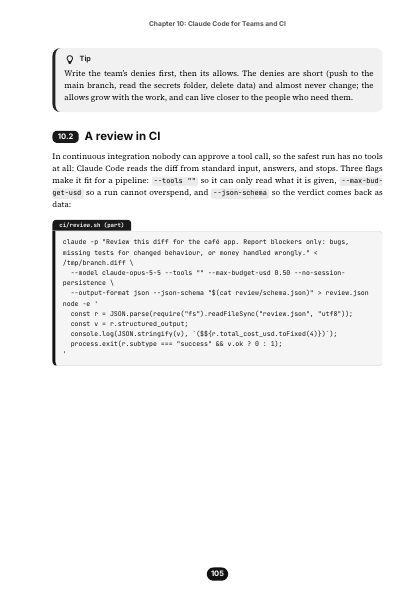 Chapter 10: Claude Code for Teams and CI
Tip
Write the team's denies first, then its allows. The denies are short (push to the
main branch, read the secrets folder, delete data) and almost never change; the
allows grow with the work, and can live closer to the people who need them.
10.2 A review in CI
In continuous integration nobody can approve a tool call, so the safest run has no tools
at all: Claude Code reads the diff from standard input, answers, and stops. Three flags
make it fit for a pipeline: --tools "" so it can only read what it is given, --max-bud-
get-usd so a run cannot overspend, and --json-schema so the verdict comes back as
data:
ci/review.sh (part)
claude -p "Review this diff for the café app. Report blockers only: bugs,
missing tests for changed behaviour, or money handled wrongly." <
/tmp/branch.diff \
--model claude-opus-5-5 --tools "" --max-budget-usd 0.50 --no-session-
persistence \
--output-format json --json-schema "$(cat review/schema.json)" > review.json
node -e '
const r = JSON.parse(require("fs").readFileSync("review.json", "utf8"));
const v = r.structured_output;
console.log(JSON.stringify(v), `($${r.total_cost_usd.toFixed(4)})`);
process.exit(r.subtype === "success" && v.ok ? 0 : 1);
'
105